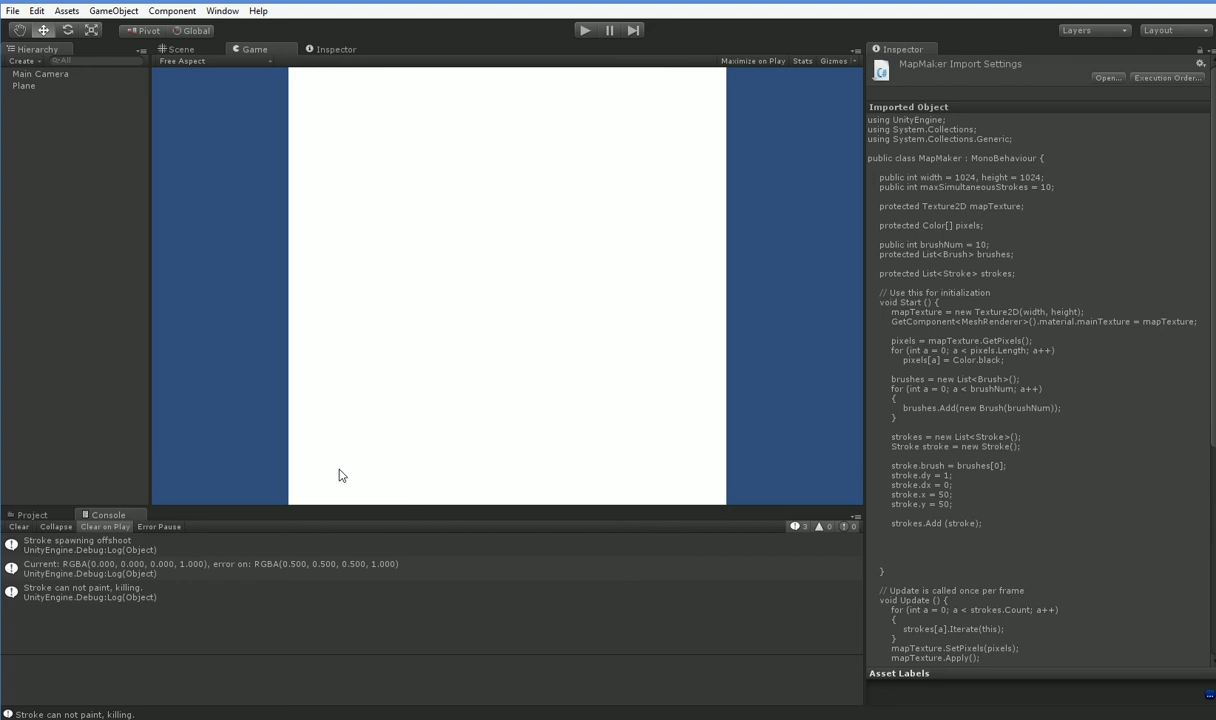 File Edit Assets GameObject Component Window Help
Pivot Global Layers Layout
Hierarchy Scene Game Inspector Inspector
Create All Free Aspect Maximize on Play Stats Gizmos
MapMaker Import Settings
Main Camera
Plane
Open... Execution Order...
Imported Object
using UnityEngine;
using System.Collections;
using System.Collections.Generic;
public class MapMaker : MonoBehaviour {
public int width = 1024, height = 1024;
public int maxSimultaneousStrokes = 10;
protected Texture2D mapTexture;
protected Color[] pixels;
public int brushNum = 10;
protected List<Brush> brushes;
protected List<Stroke> strokes;
// Use this for initialization
void Start () {
mapTexture = new Texture2D(width, height);
GetComponent<MeshRenderer>().material.mainTexture = mapTexture;
pixels = mapTexture.GetPixels();
for (int a = 0; a < pixels.Length; a++)
pixels[a] = Color.black;
brushes = new List<Brush>();
for (int a = 0; a < brushNum; a++)
{
brushes.Add(new Brush(brushNum));
}
strokes = new List<Stroke>();
Stroke stroke = new Stroke();
stroke.brush = brushes[0];
stroke.dy = 1;
stroke.dx = 0;
stroke.x = 50;
stroke.y = 50;
strokes.Add (stroke);
}
// Update is called once per frame
void Update () {
for (int a = 0; a < strokes.Count; a++)
{
strokes[a].Iterate(this);
}
mapTexture.SetPixels(pixels);
mapTexture.Apply();
Asset Labels
Project Console
Clear Collapse Clear on Play Error Pause 3 0 0
Stroke spawning offshoot
UnityEngine.Debug:Log(Object)
Current: RGBA(0.000, 0.000, 0.000, 1.000), error on: RGBA(0.500, 0.500, 0.500, 1.000)
UnityEngine.Debug:Log(Object)
Stroke can not paint, killing.
UnityEngine.Debug:Log(Object)
Stroke can not paint, killing.